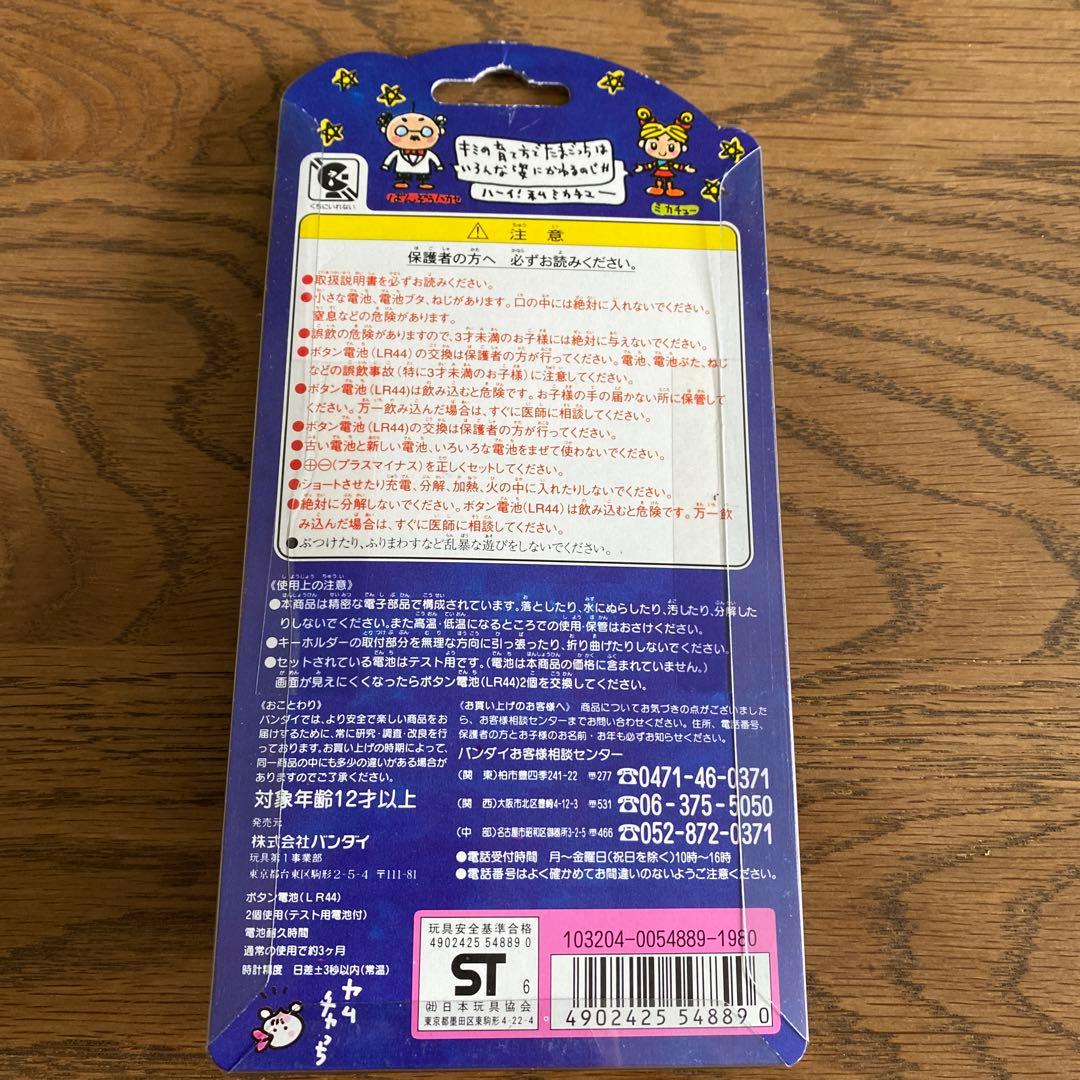 キミの育て方でたまごっちは
いろんな姿にかわるのじゃ
ハーイ!私ミカチュー
ばんぞうハカセ
ミカチュー
くちにいれない
注意
保護者の方へ 必ずお読みください。
●取扱説明書を必ずお読みください。
●小さな電池、電池ブタ、ねじがあります。口の中には絶対に入れないでください。
窒息などの危険があります。
●誤飲の危険がありますので、3才未満のお子様には絶対に与えないでください。
●ボタン電池(LR44)の交換は保護者の方が行ってください。電池、電池ぶた、ねじ
などの誤飲事故(特に3才未満のお子様)に注意してください。
●ボタン電池(LR44)は飲み込むと危険です。お子様の手の届かない所に保管して
ください。万一飲み込んだ場合は、すぐに医師に相談してください。
●ボタン電池(LR44)の交換は保護者の方が行ってください。
●古い電池と新しい電池、いろいろな電池をまぜて使わないでください。
●⊕⊖(プラスマイナス)を正しくセットしてください。
●ショートさせたり充電、分解、加熱、火の中に入れたりしないでください。
●絶対に分解しないでください。ボタン電池(LR44)は飲み込むと危険です。万一飲
み込んだ場合は、すぐに医師に相談してください。
●ぶつけたり、ふりまわすなど乱暴な遊びをしないでください。
《使用上の注意》
●本商品は精密な電子部品で構成されています。落としたり、水にぬらしたり、汚したり、分解した
りしないでください。また高温・低温になるところでの使用・保管はおさけください。
●キーホルダーの取付部分を無理な方向に引っ張ったり、折り曲げたりしないでください。
●セットされている電池はテスト用です。(電池は本商品の価格に含まれていません。)
画面が見えにくくなったらボタン電池(LR44)2個を交換してください。
《おことわり》
バンダイでは、より安全で楽しい商品をお
届けするために、常に研究・調査・改良を行
っております。お買い上げの時期によって、
同一商品の中にも多少の違いがある場合が
ありますのでご了承ください。
対象年齢12才以上
発売元
株式会社バンダイ
玩具第1事業部
東京都台東区駒形2-5-4 〒111-81
ボタン電池(LR44)
2個使用(テスト用電池付)
電池耐久時間
通常の使用で約3ヶ月
時計精度 日差±3秒以内(常温)
《お買い上げのお客様へ》 商品についてお気づきの点がございました
ら、お客様相談センターまでお問い合わせください。住所、電話番号、
保護者の方とお子様のお名前・お年も必ずお知らせください。
バンダイお客様相談センター
(関 東)柏市豊四季241-22 〒277 ☎0471-46-0371
(関 西)大阪市北区豊崎4-12-3 〒531 ☎06-375-5050
(中 部)名古屋市昭和区御器所3-2-5 〒466 ☎052-872-0371
●電話受付時間 月~金曜日(祝日を除く)10時~16時
●電話番号はよく確かめてお間違いのないようご注意ください。
玩具安全基準合格
4902425 54889 0
ST 6
(社)日本玩具協会
東京都墨田区東駒形4-22-4
103204-0054889-1980
4902425 548890